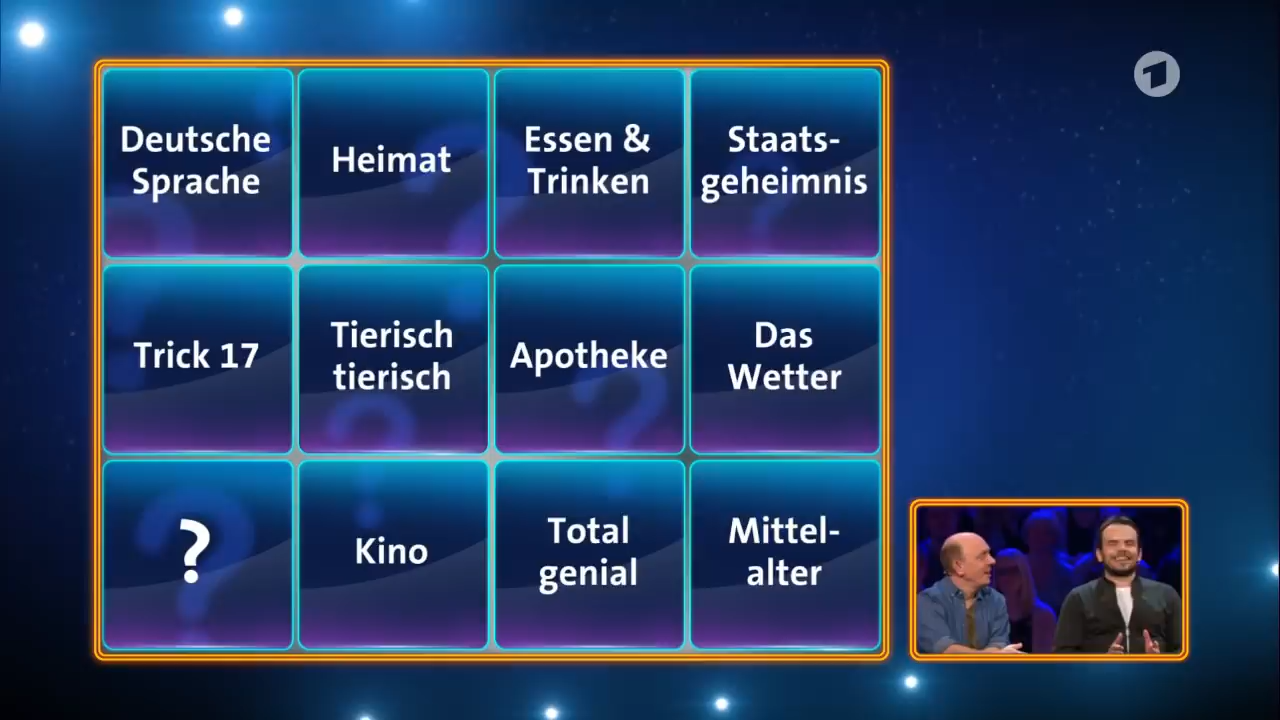 Deutsche
Sprache
Heimat
Essen &
Trinken
Staats-
geheimnis
Trick 17
Tierisch
tierisch
Apotheke
Das
Wetter
?
Kino
Total
genial
Mittel-
alter
1